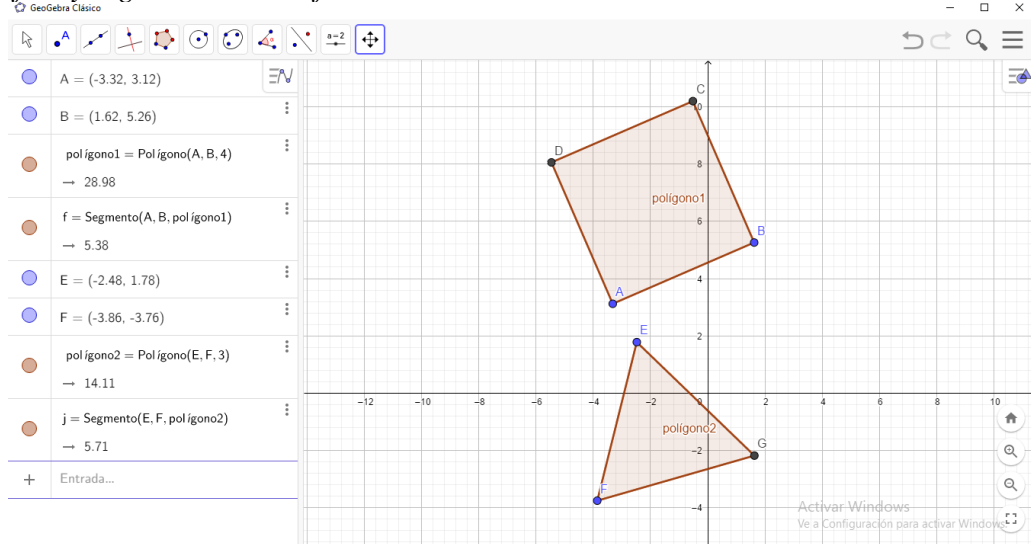 GeoGebra Clásico
A
a=2
A = (-3.32, 3.12)
B = (1.62, 5.26)
polígono1 = Polígono(A, B, 4)
→ 28.98
f = Segmento(A, B, polígono1)
→ 5.38
E = (-2.48, 1.78)
F = (-3.86, -3.76)
polígono2 = Polígono(E, F, 3)
→ 14.11
j = Segmento(E, F, polígono2)
→ 5.71
+ Entrada...
C
10
D
8
polígono1
6
B
4
A
E
2
−12 −10 −8 −6 −4 −2 0 2 4 6 8 10
polígono2
G
−2
F
−4
Activar Windows
Ve a Configuración para activar Windows.